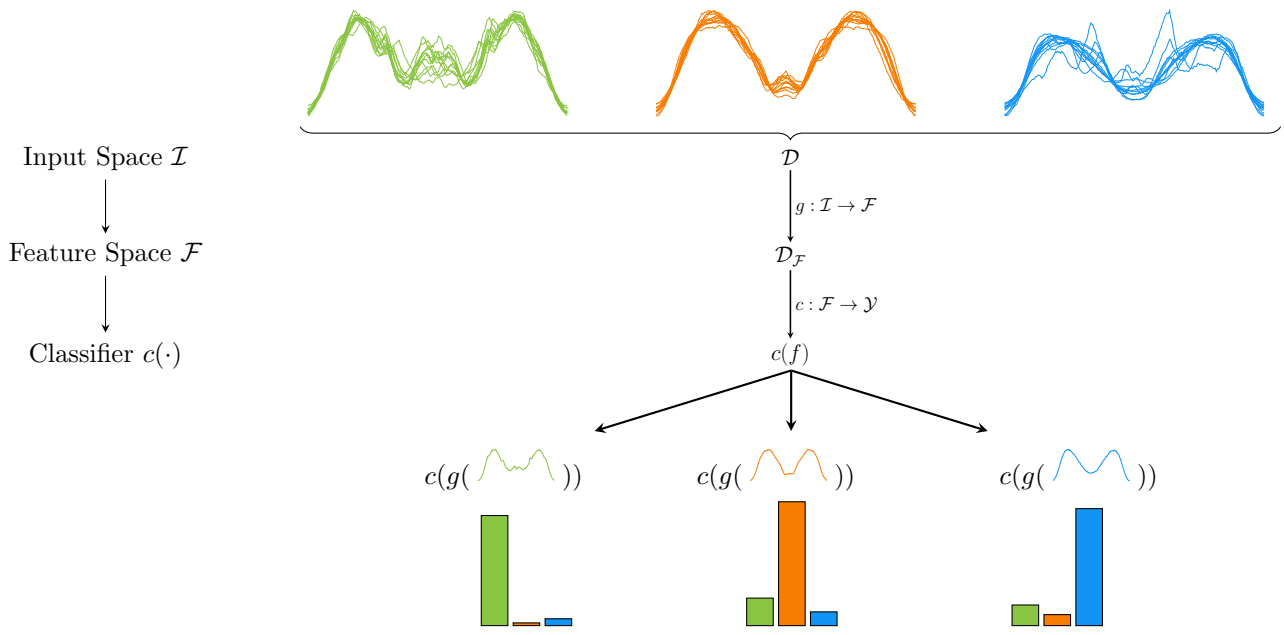 Input Space ℐ
𝒟
g : ℐ → ℱ
Feature Space ℱ
𝒟_ℱ
c : ℱ → 𝒴
Classifier c(·)
c(f)
c(g( ))
c(g( ))
c(g( ))